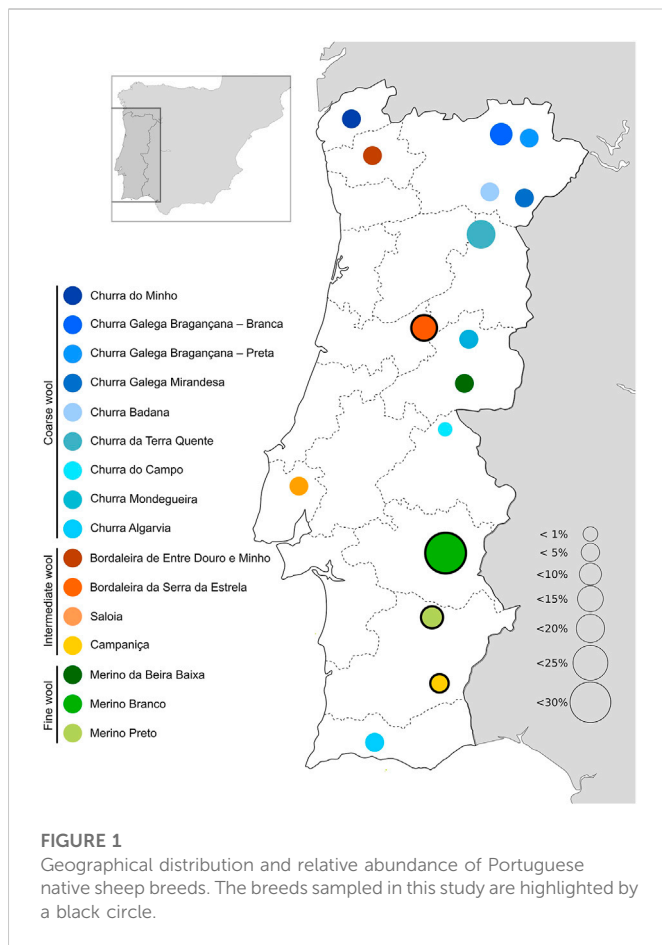 Coarse wool
Churra do Minho
Churra Galega Bragançana – Branca
Churra Galega Bragançana – Preta
Churra Galega Mirandesa
Churra Badana
Churra da Terra Quente
Churra do Campo
Churra Mondegueira
Churra Algarvia
Intermediate wool
Bordaleira de Entre Douro e Minho
Bordaleira da Serra da Estrela
Saloia
Campaniça
Fine wool
Merino da Beira Baixa
Merino Branco
Merino Preto
< 1%
< 5%
<10%
<15%
<20%
<25%
<30%
FIGURE 1
Geographical distribution and relative abundance of Portuguese
native sheep breeds. The breeds sampled in this study are highlighted by
a black circle.